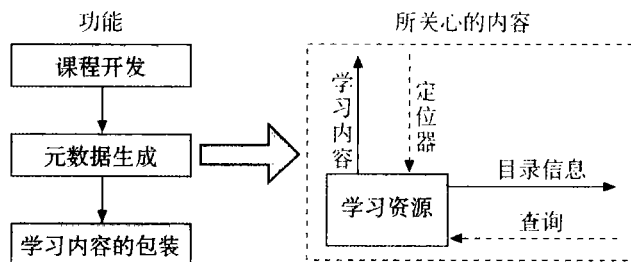 功能
所关心的内容
课程开发
元数据生成
学习内容的包装
学习内容
定位器
学习资源
目录信息
查询